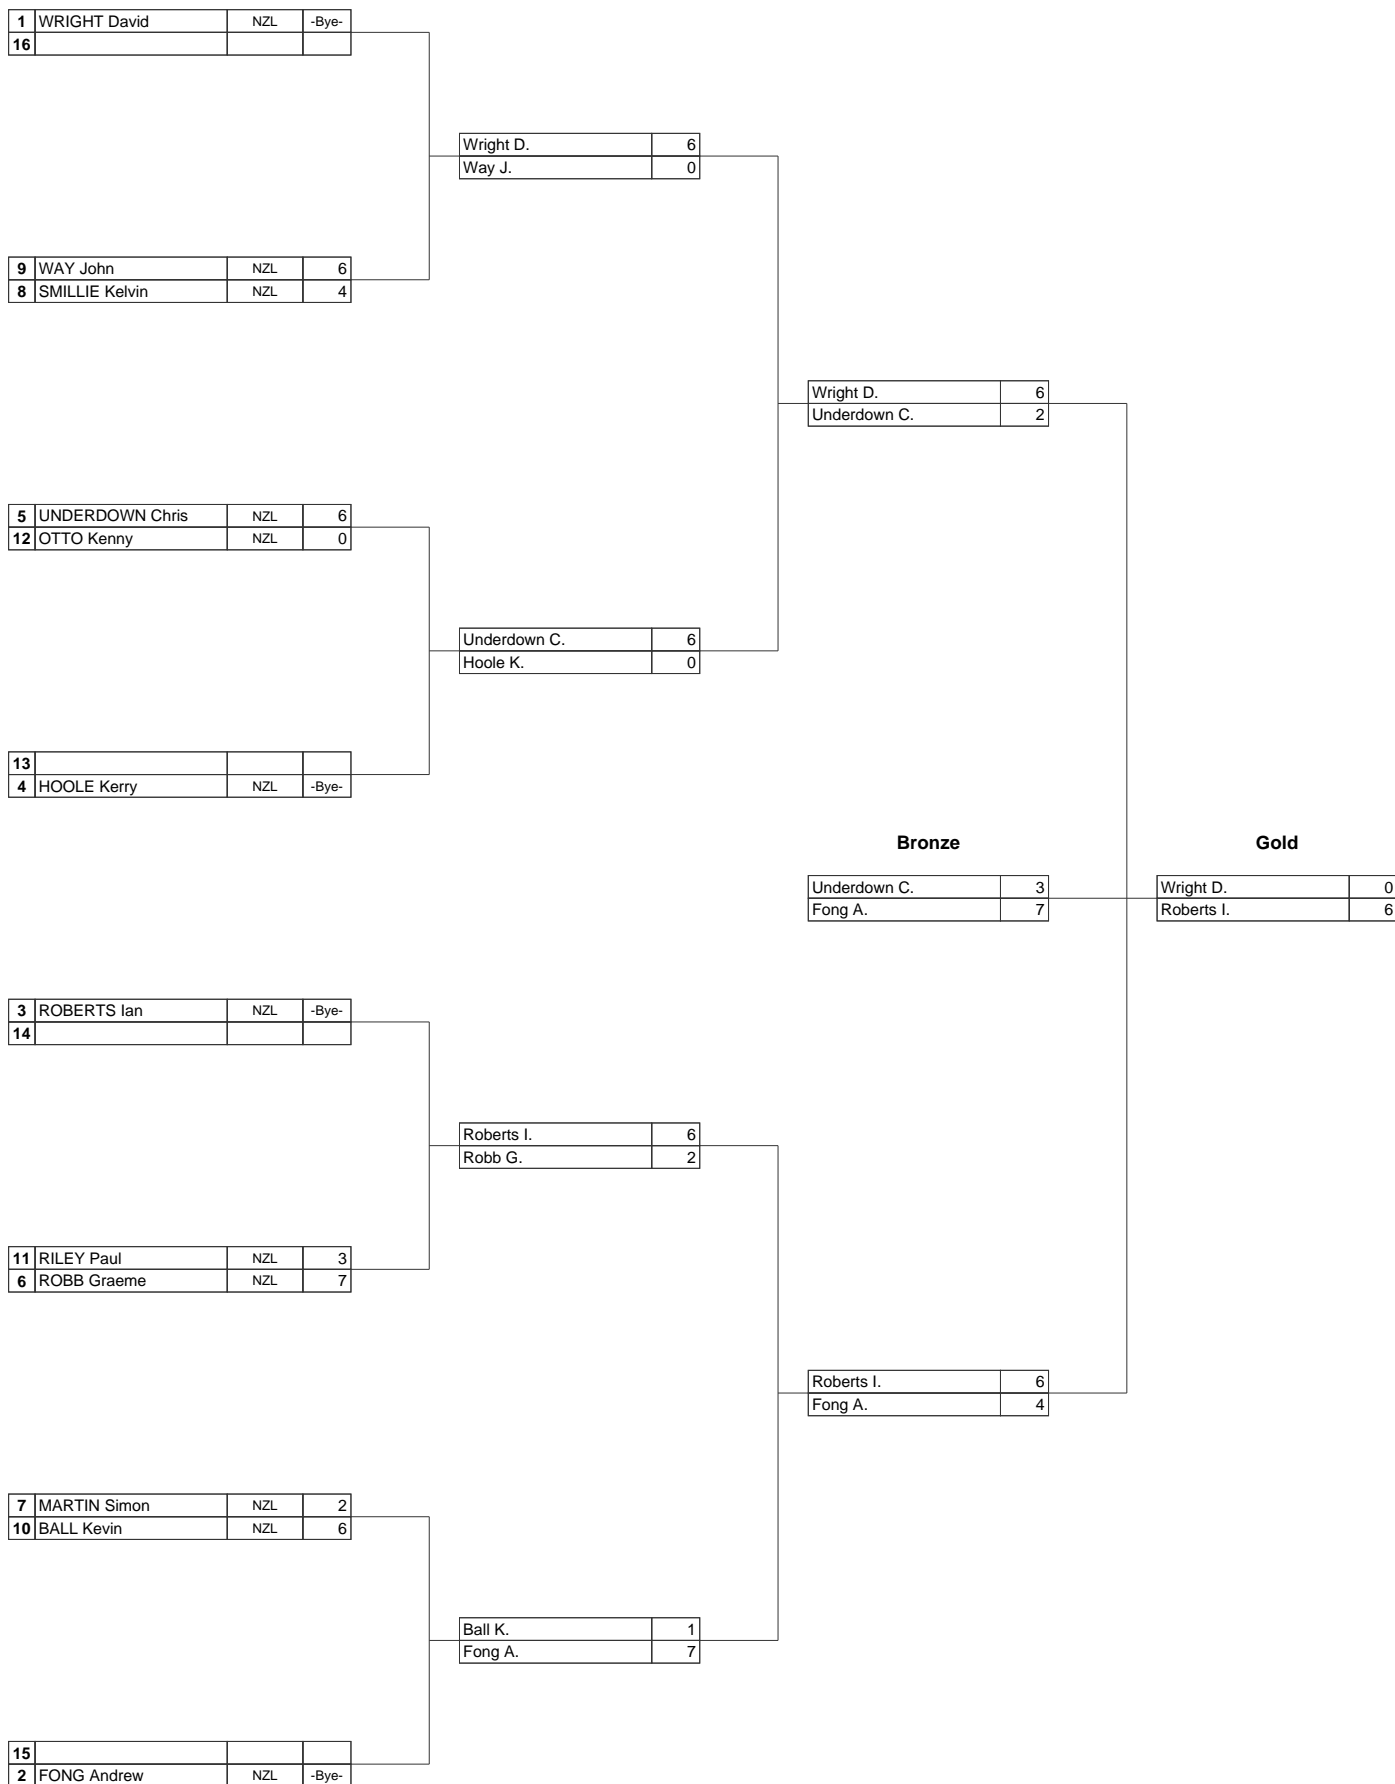 1 WRIGHT David NZL -Bye-
16
Wright D. 6
Way J. 0
9 WAY John NZL 6
8 SMILLIE Kelvin NZL 4
Wright D. 6
Underdown C. 2
5 UNDERDOWN Chris NZL 6
12 OTTO Kenny NZL 0
Underdown C. 6
Hoole K. 0
13
4 HOOLE Kerry NZL -Bye-
Bronze Gold
Underdown C. 3 Wright D. 0
Fong A. 7 Roberts I. 6
3 ROBERTS Ian NZL -Bye-
14
Roberts I. 6
Robb G. 2
11 RILEY Paul NZL 3
6 ROBB Graeme NZL 7
Roberts I. 6
Fong A. 4
7 MARTIN Simon NZL 2
10 BALL Kevin NZL 6
Ball K. 1
Fong A. 7
15
2 FONG Andrew NZL -Bye-